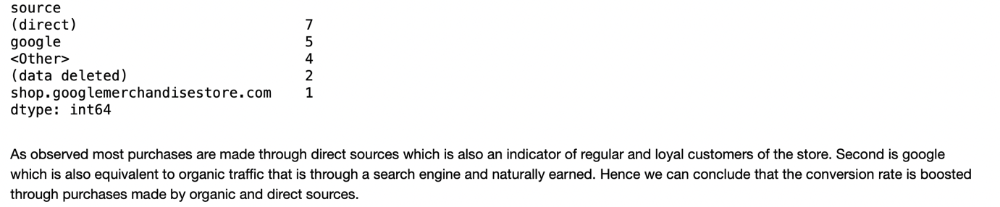 source
(direct) 7
google 5
<Other> 4
(data deleted) 2
shop.googlemerchandisestore.com 1
dtype: int64
As observed most purchases are made through direct sources which is also an indicator of regular and loyal customers of the store. Second is google
which is also equivalent to organic traffic that is through a search engine and naturally earned. Hence we can conclude that the conversion rate is boosted
through purchases made by organic and direct sources.